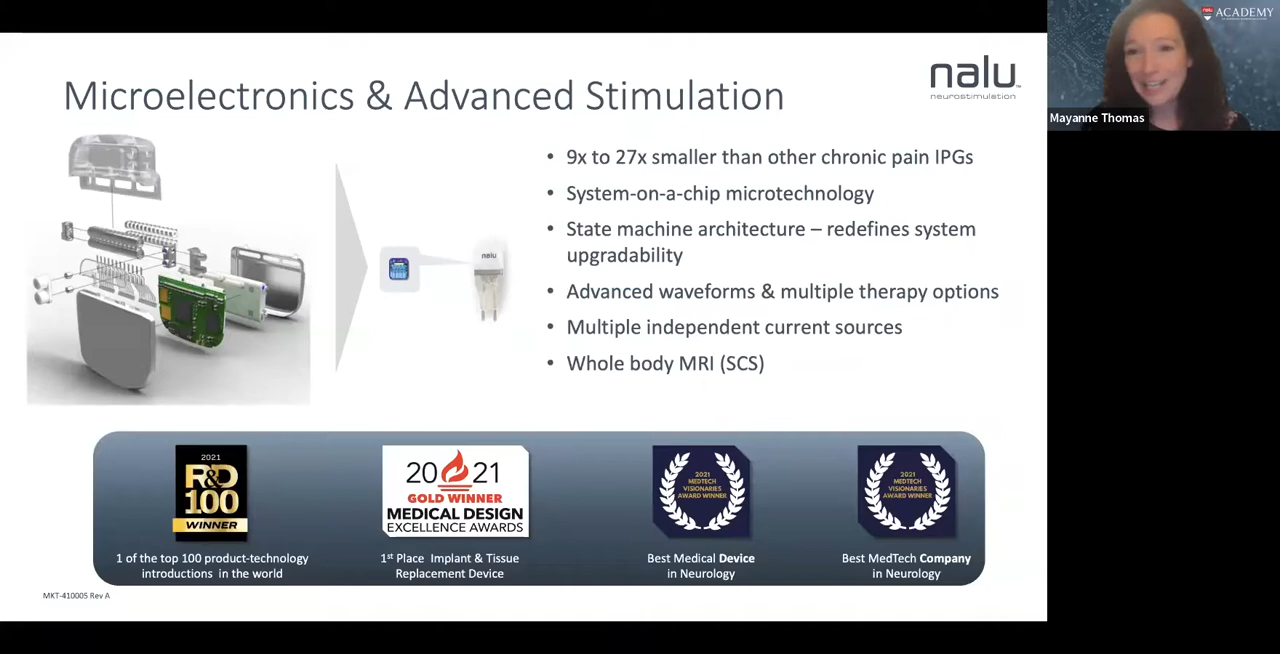 nalu ACADEMY
Mayanne Thomas
Microelectronics & Advanced Stimulation
nalu™
neurostimulation
nalu
• 9x to 27x smaller than other chronic pain IPGs
• System-on-a-chip microtechnology
• State machine architecture – redefines system
upgradability
• Advanced waveforms & multiple therapy options
• Multiple independent current sources
• Whole body MRI (SCS)
2021
R&D
100
WINNER
1 of the top 100 product-technology
introductions in the world
2021
GOLD WINNER
MEDICAL DESIGN
EXCELLENCE AWARDS
1st Place Implant & Tissue
Replacement Device
2021
MEDTECH
VISIONARIES
AWARD WINNER
Best Medical Device
in Neurology
2021
MEDTECH
VISIONARIES
AWARD WINNER
Best MedTech Company
in Neurology
MKT-410005 Rev A